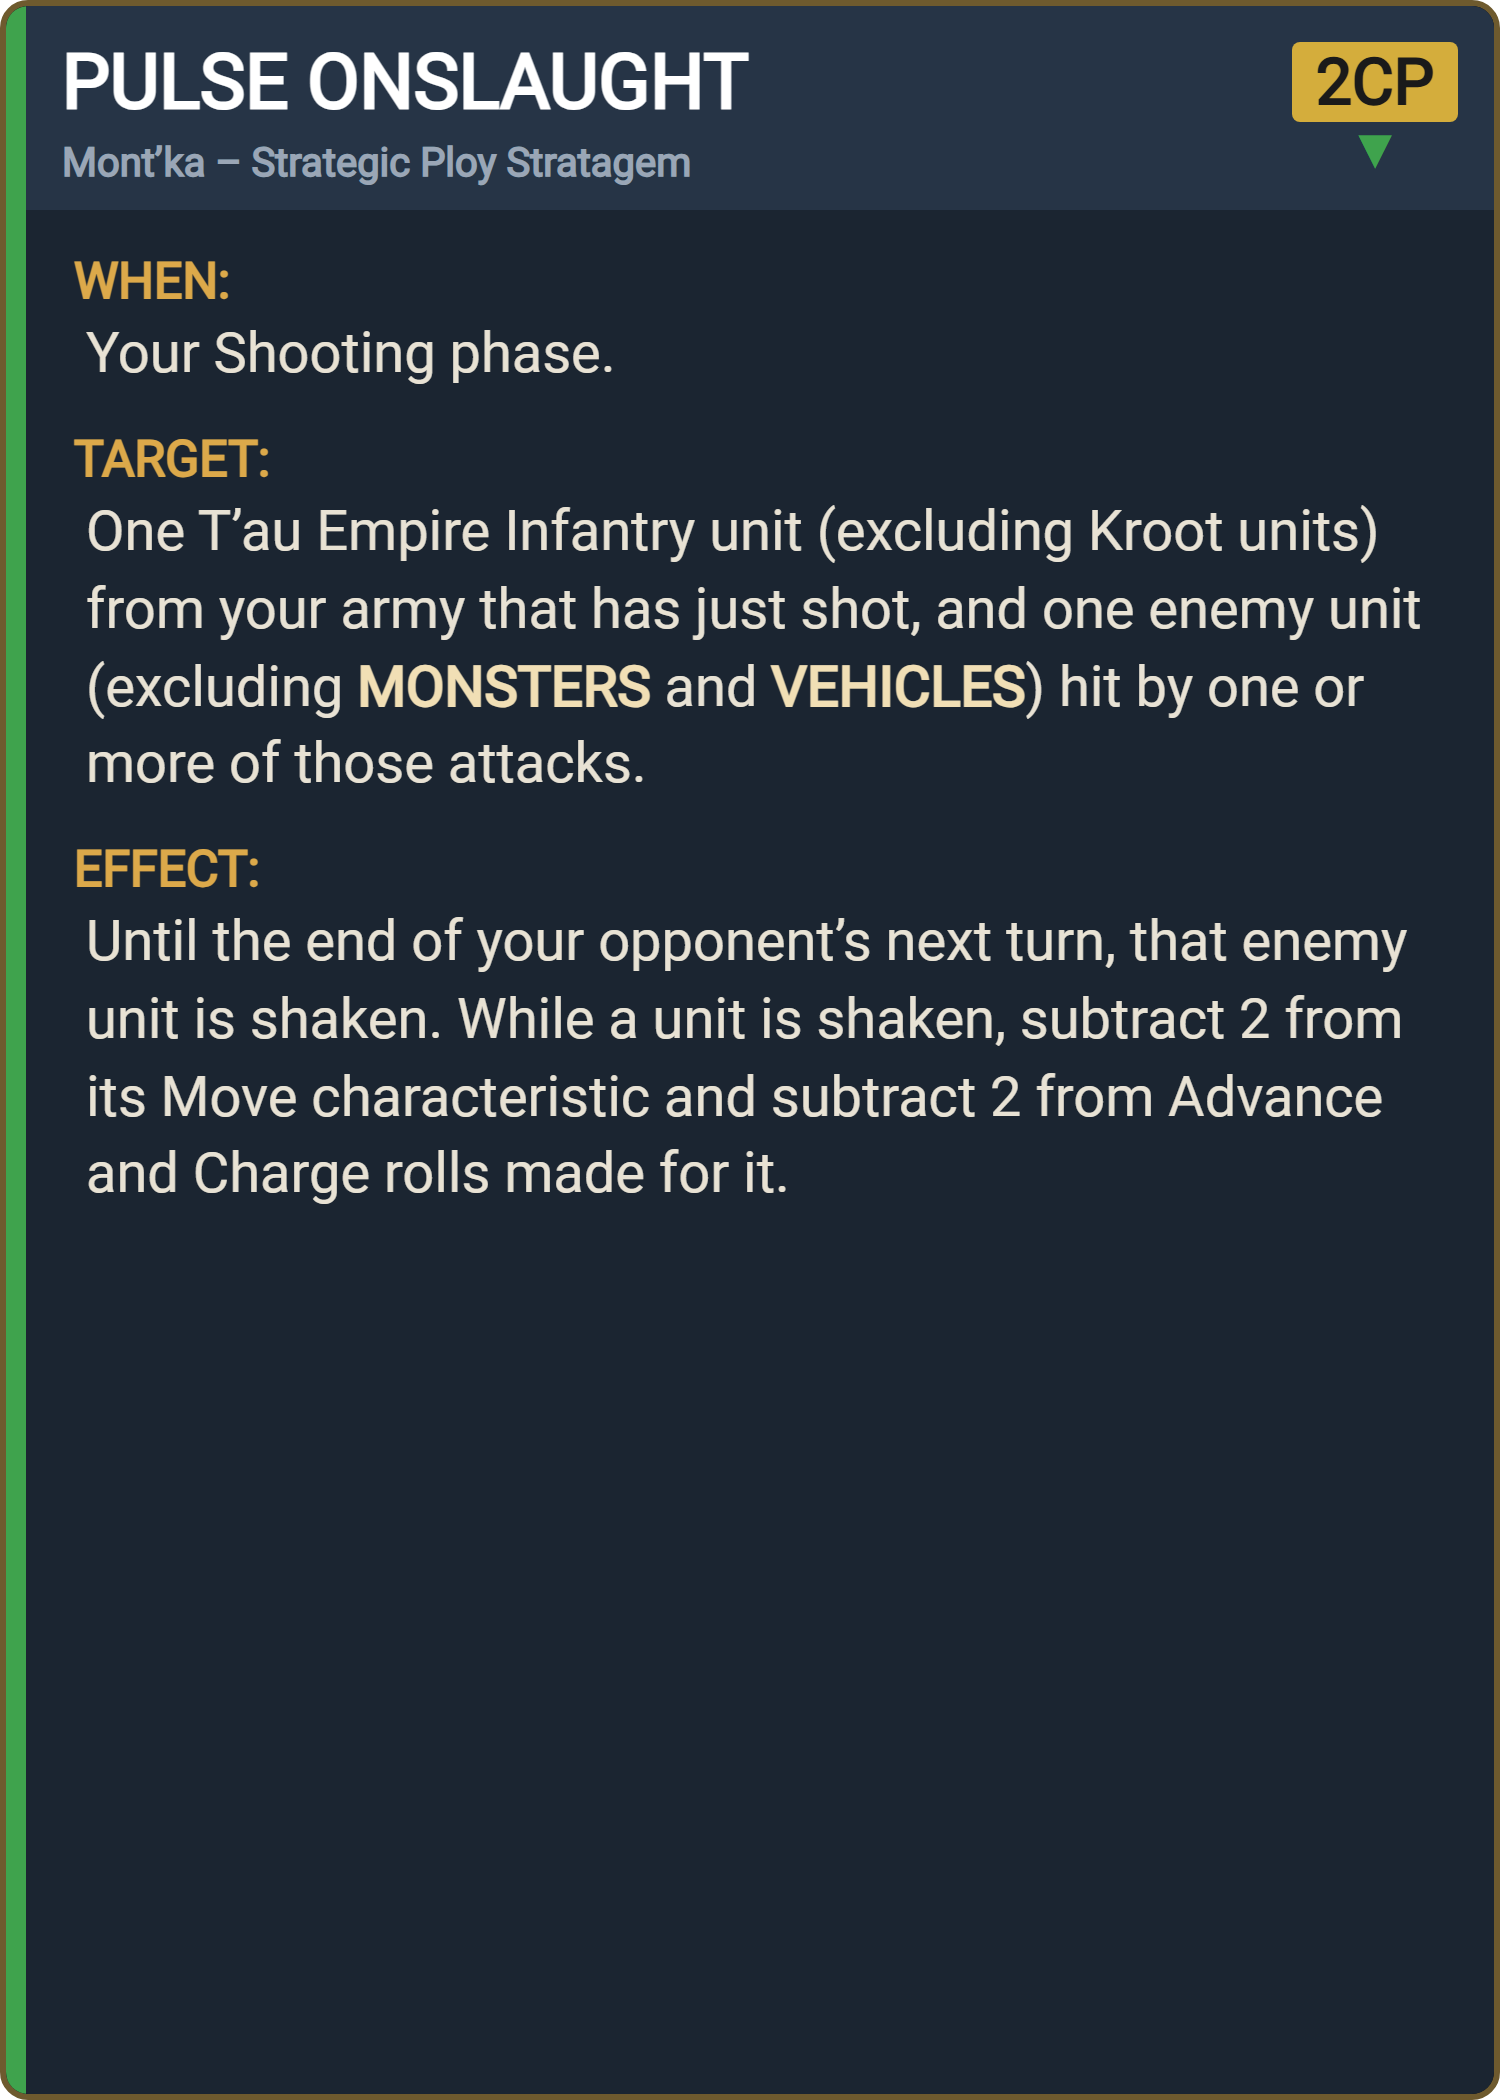 PULSE ONSLAUGHT
2CP
Mont’ka – Strategic Ploy Stratagem
WHEN:
Your Shooting phase.
TARGET:
One T’au Empire Infantry unit (excluding Kroot units)
from your army that has just shot, and one enemy unit
(excluding MONSTERS and VEHICLES) hit by one or
more of those attacks.
EFFECT:
Until the end of your opponent’s next turn, that enemy
unit is shaken. While a unit is shaken, subtract 2 from
its Move characteristic and subtract 2 from Advance
and Charge rolls made for it.